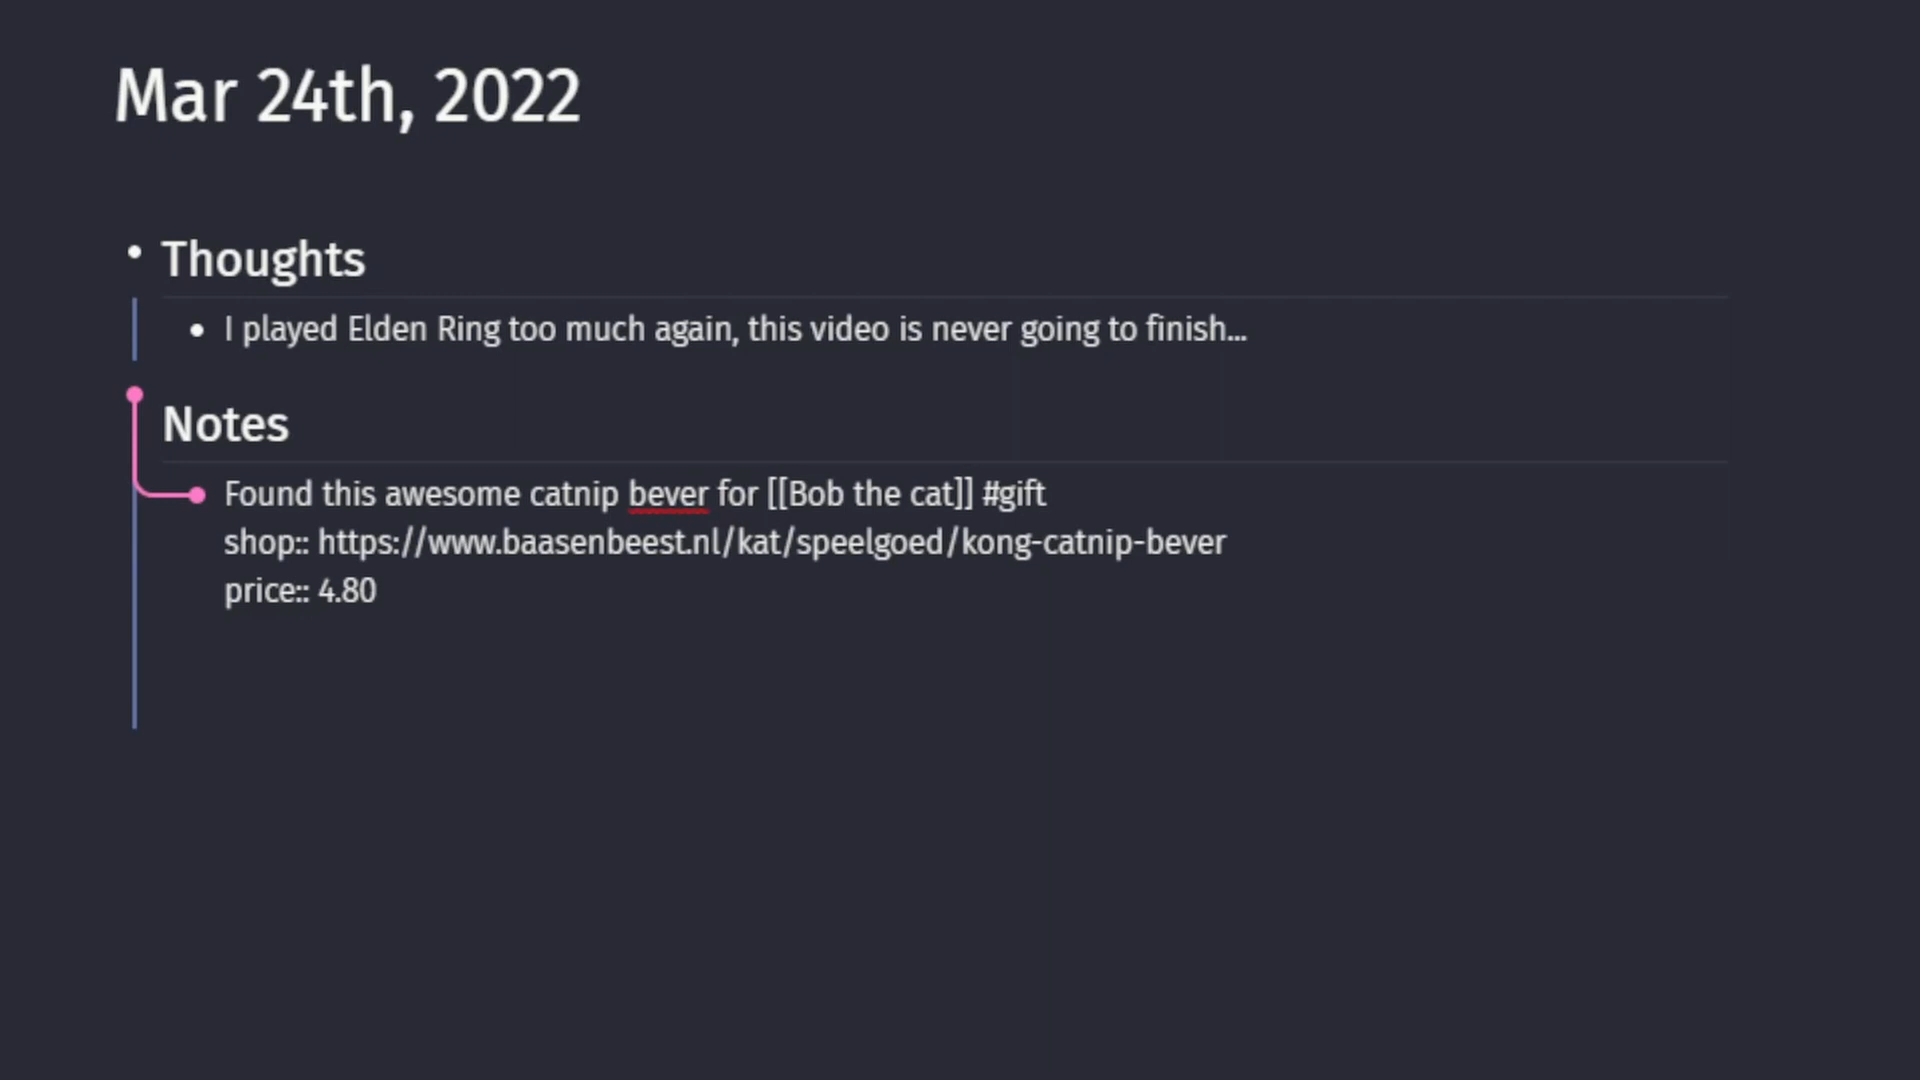 Mar 24th, 2022
Thoughts
I played Elden Ring too much again, this video is never going to finish...
Notes
Found this awesome catnip bever for [[Bob the cat]] #gift
shop:: https://www.baasenbeest.nl/kat/speelgoed/kong-catnip-bever
price:: 4.80